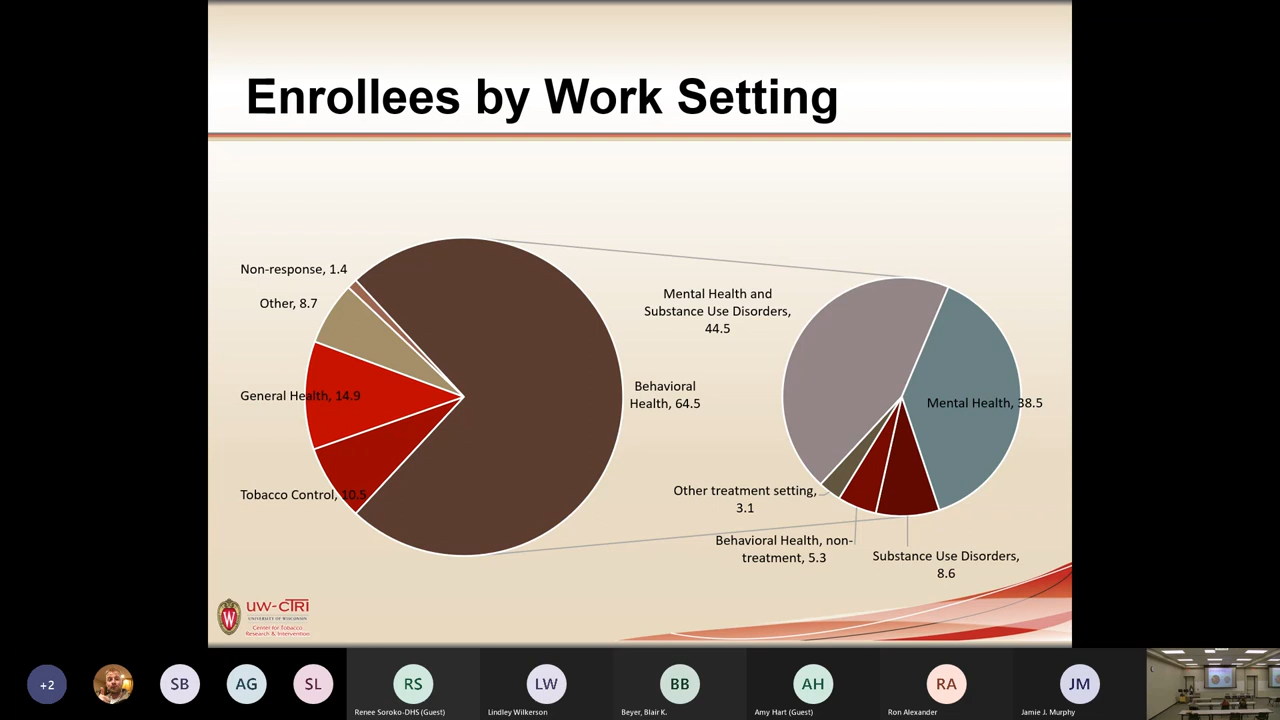 Enrollees by Work Setting
Non-response, 1.4
Other, 8.7
General Health, 14.9
Tobacco Control, 10.5
Behavioral
Health, 64.5
Mental Health and
Substance Use Disorders,
44.5
Mental Health, 38.5
Other treatment setting,
3.1
Behavioral Health, non-
treatment, 5.3
Substance Use Disorders,
8.6
W
UW-CTRI
UNIVERSITY OF WISCONSIN
Center for Tobacco
Research & Intervention
+2
SB
AG
SL
RS
Renee Soroko-DHS (Guest)
LW
Lindley Wilkerson
BB
Beyer, Blair K.
AH
Amy Hart (Guest)
RA
Ron Alexander
JM
Jamie J. Murphy